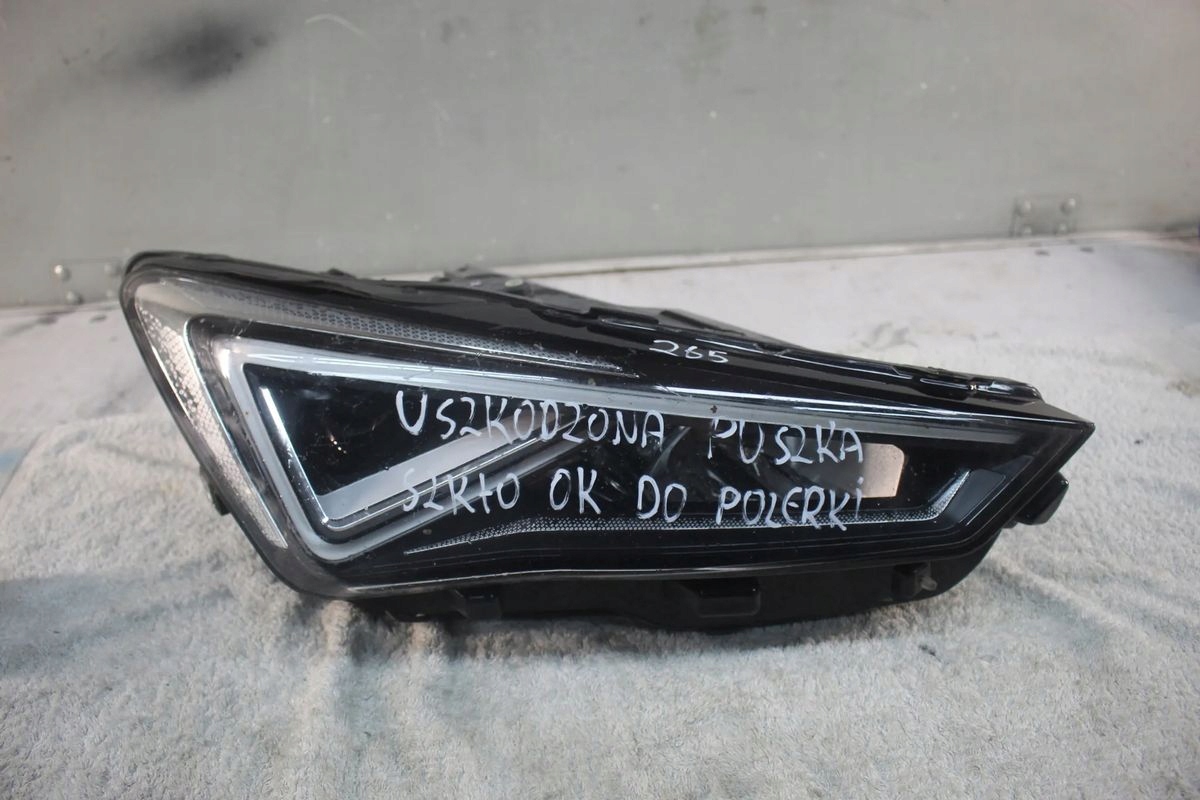 265
USZKODZONA PUSZKA
SZKŁO OK DO POLERKI